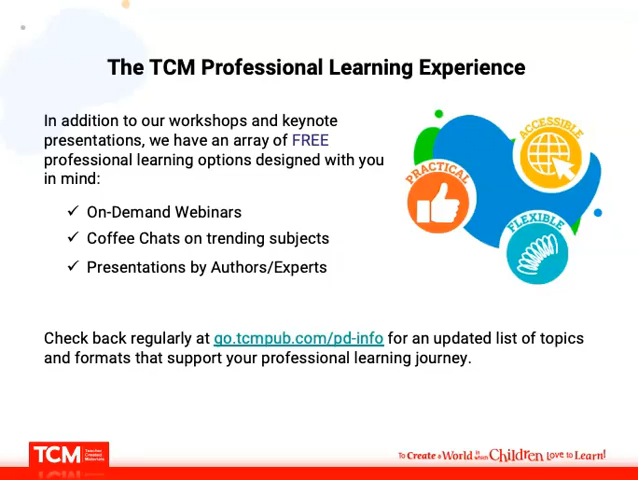 The TCM Professional Learning Experience
In addition to our workshops and keynote
presentations, we have an array of FREE
professional learning options designed with you
in mind:
✓ On-Demand Webinars
✓ Coffee Chats on trending subjects
✓ Presentations by Authors/Experts
PRACTICAL
ACCESSIBLE
FLEXIBLE
Check back regularly at go.tcmpub.com/pd-info for an updated list of topics
and formats that support your professional learning journey.
TCM
Teacher
Created
Materials
To Create a World in which Children Love to Learn!